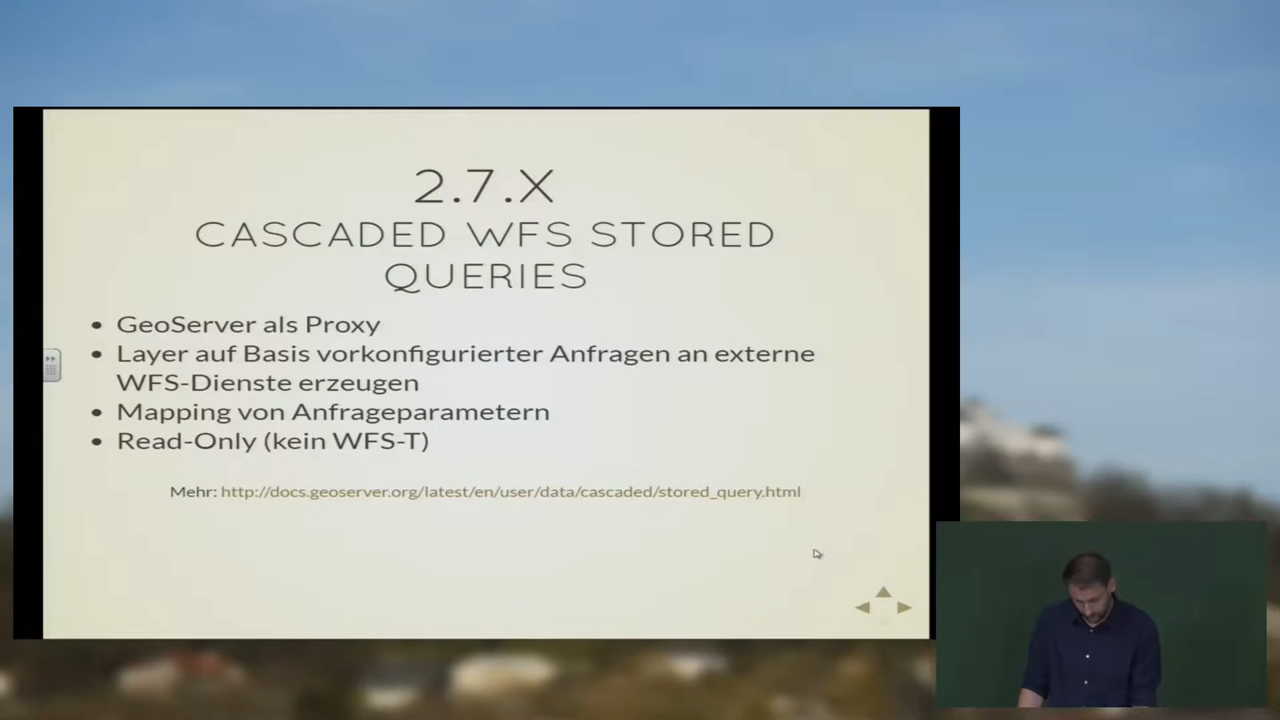 2.7.X
CASCADED WFS STORED
QUERIES
• GeoServer als Proxy
• Layer auf Basis vorkonfigurierter Anfragen an externe
WFS-Dienste erzeugen
• Mapping von Anfrageparametern
• Read-Only (kein WFS-T)
Mehr: http://docs.geoserver.org/latest/en/user/data/cascaded/stored_query.html